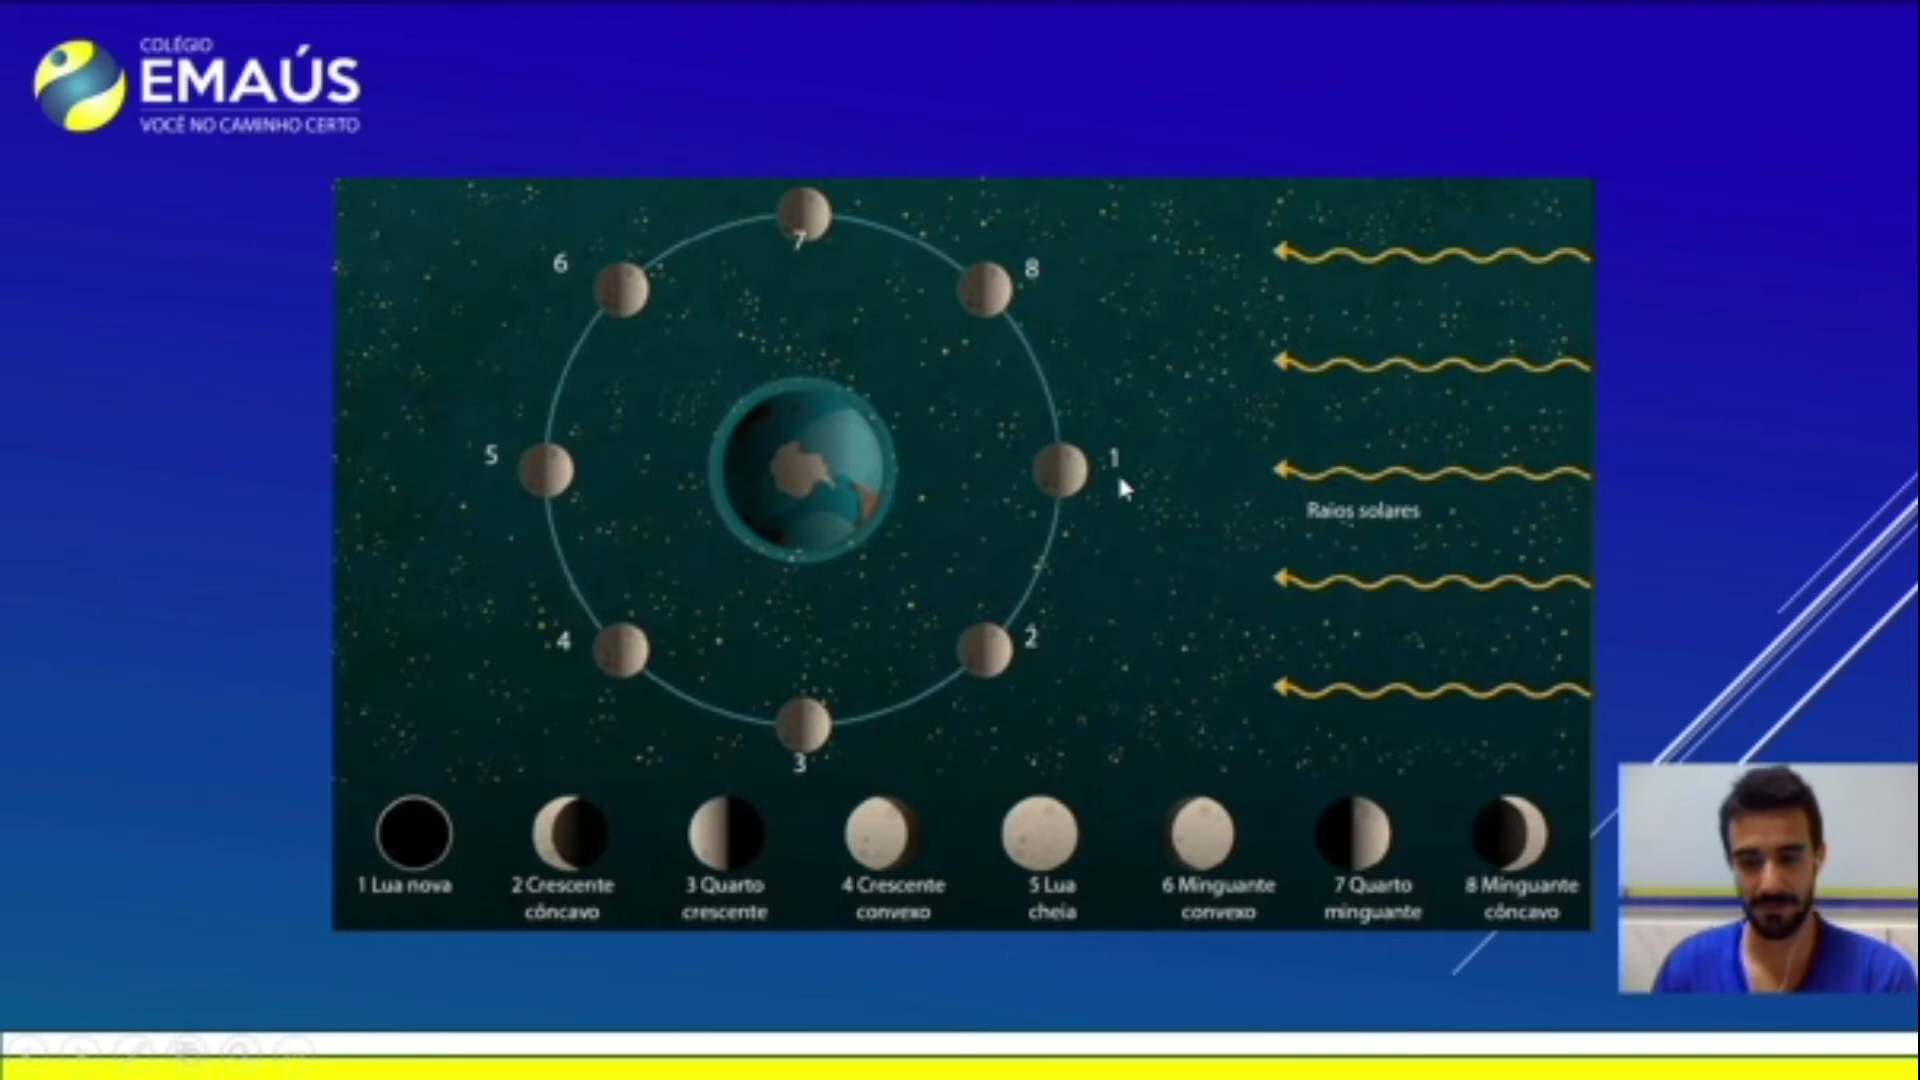 COLÉGIO
EMAÚS
VOCÊ NO CAMINHO CERTO
7
6
8
5
1
Raios solares
4
2
3
1 Lua nova
2 Crescente
côncavo
3 Quarto
crescente
4 Crescente
convexo
5 Lua
cheia
6 Minguante
convexo
7 Quarto
minguante
8 Minguante
côncavo